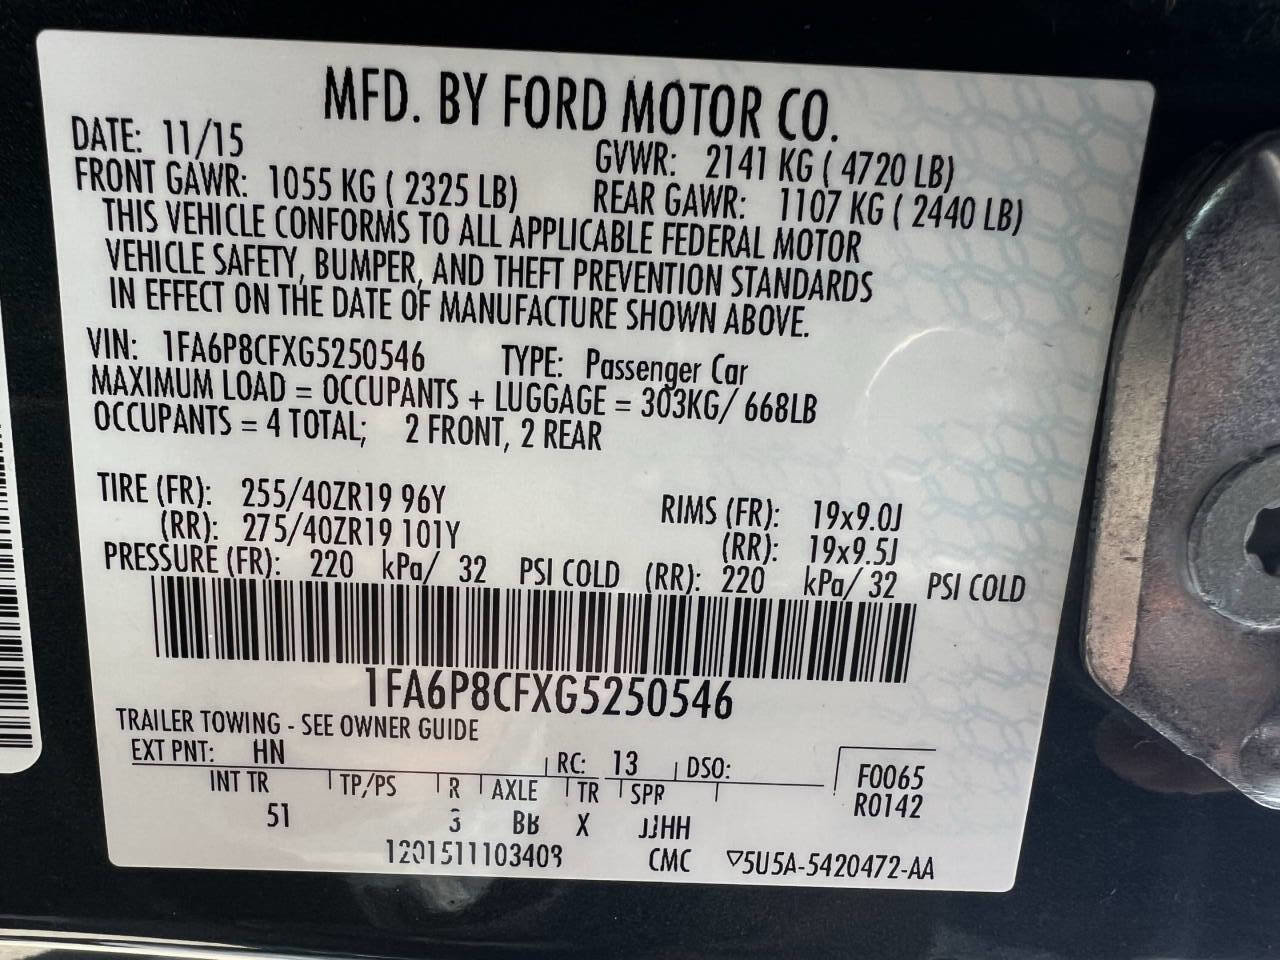 MFD. BY FORD MOTOR CO.
DATE: 11/15 GVWR: 2141 KG ( 4720 LB)
FRONT GAWR: 1055 KG ( 2325 LB) REAR GAWR: 1107 KG ( 2440 LB)
THIS VEHICLE CONFORMS TO ALL APPLICABLE FEDERAL MOTOR
VEHICLE SAFETY, BUMPER, AND THEFT PREVENTION STANDARDS
IN EFFECT ON THE DATE OF MANUFACTURE SHOWN ABOVE.
VIN: 1FA6P8CFXG5250546 TYPE: Passenger Car
MAXIMUM LOAD = OCCUPANTS + LUGGAGE = 303KG/ 668LB
OCCUPANTS = 4 TOTAL; 2 FRONT, 2 REAR
TIRE (FR): 255/40ZR19 96Y RIMS (FR): 19x9.0J
(RR): 275/40ZR19 101Y (RR): 19x9.5J
PRESSURE (FR): 220 kPa/ 32 PSI COLD (RR): 220 kPa/ 32 PSI COLD
1FA6P8CFXG5250546
TRAILER TOWING - SEE OWNER GUIDE
EXT PNT: HN RC: 13 DSO: F0065
INT TR TP/PS R AXLE TR SPR R0142
51 3 BB X JJHH
1201511103403 CMC ▽5U5A-5420472-AA